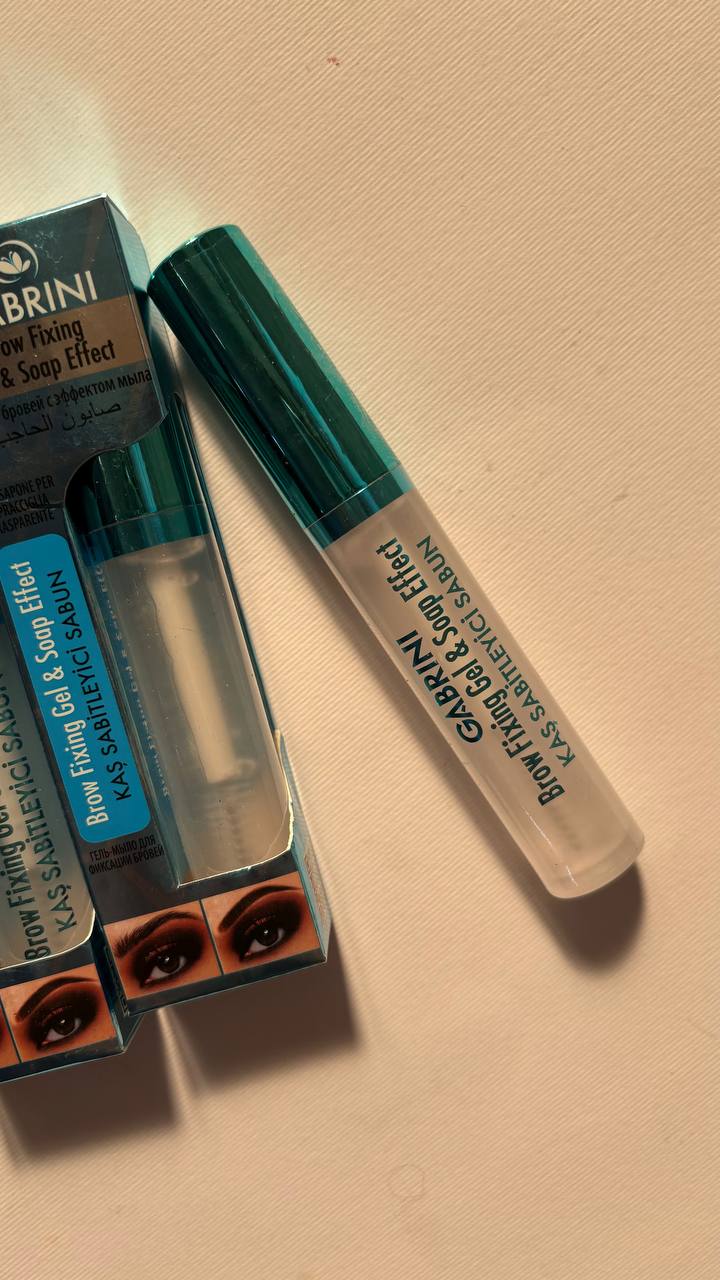 BRINI
ow Fixing
& Soap Effect
бровей с эффектом мыла
صابون الحاجب
SAPONE PER
Brow Fixing Gel & Soap Effect
KAŞ SABİTLEYİCİ SABUN
ГЕЛЬ-МЫЛО ДЛЯ
ФИКСАЦИИ БРОВЕЙ
Brow Fixing Gel
KAŞ SABİTLEYİCİ SABUN
GABRINI
Brow Fixing Gel & Soap Effect
KAŞ SABİTLEYİCİ SABUN